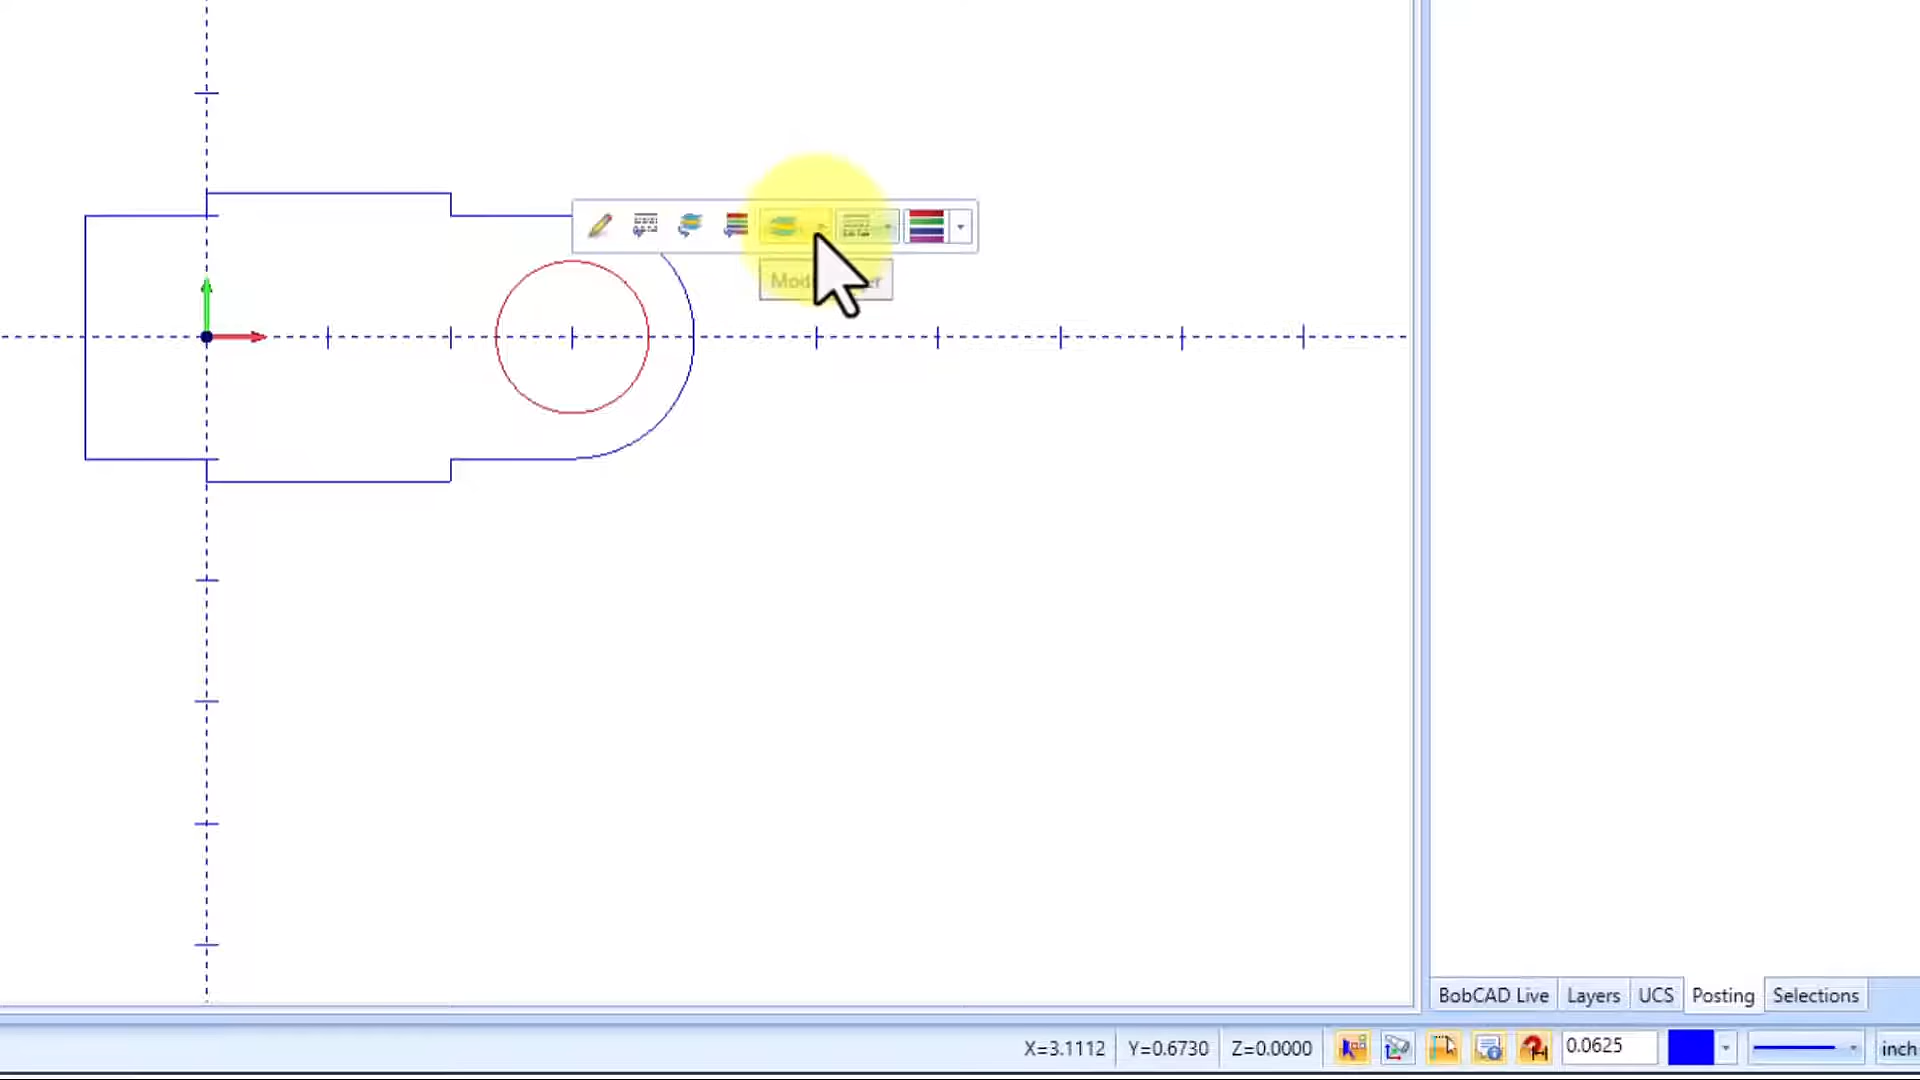 BobCAD Live Layers UCS Posting Selections
X=3.1112 Y=0.6730 Z=0.0000 0.0625 inch